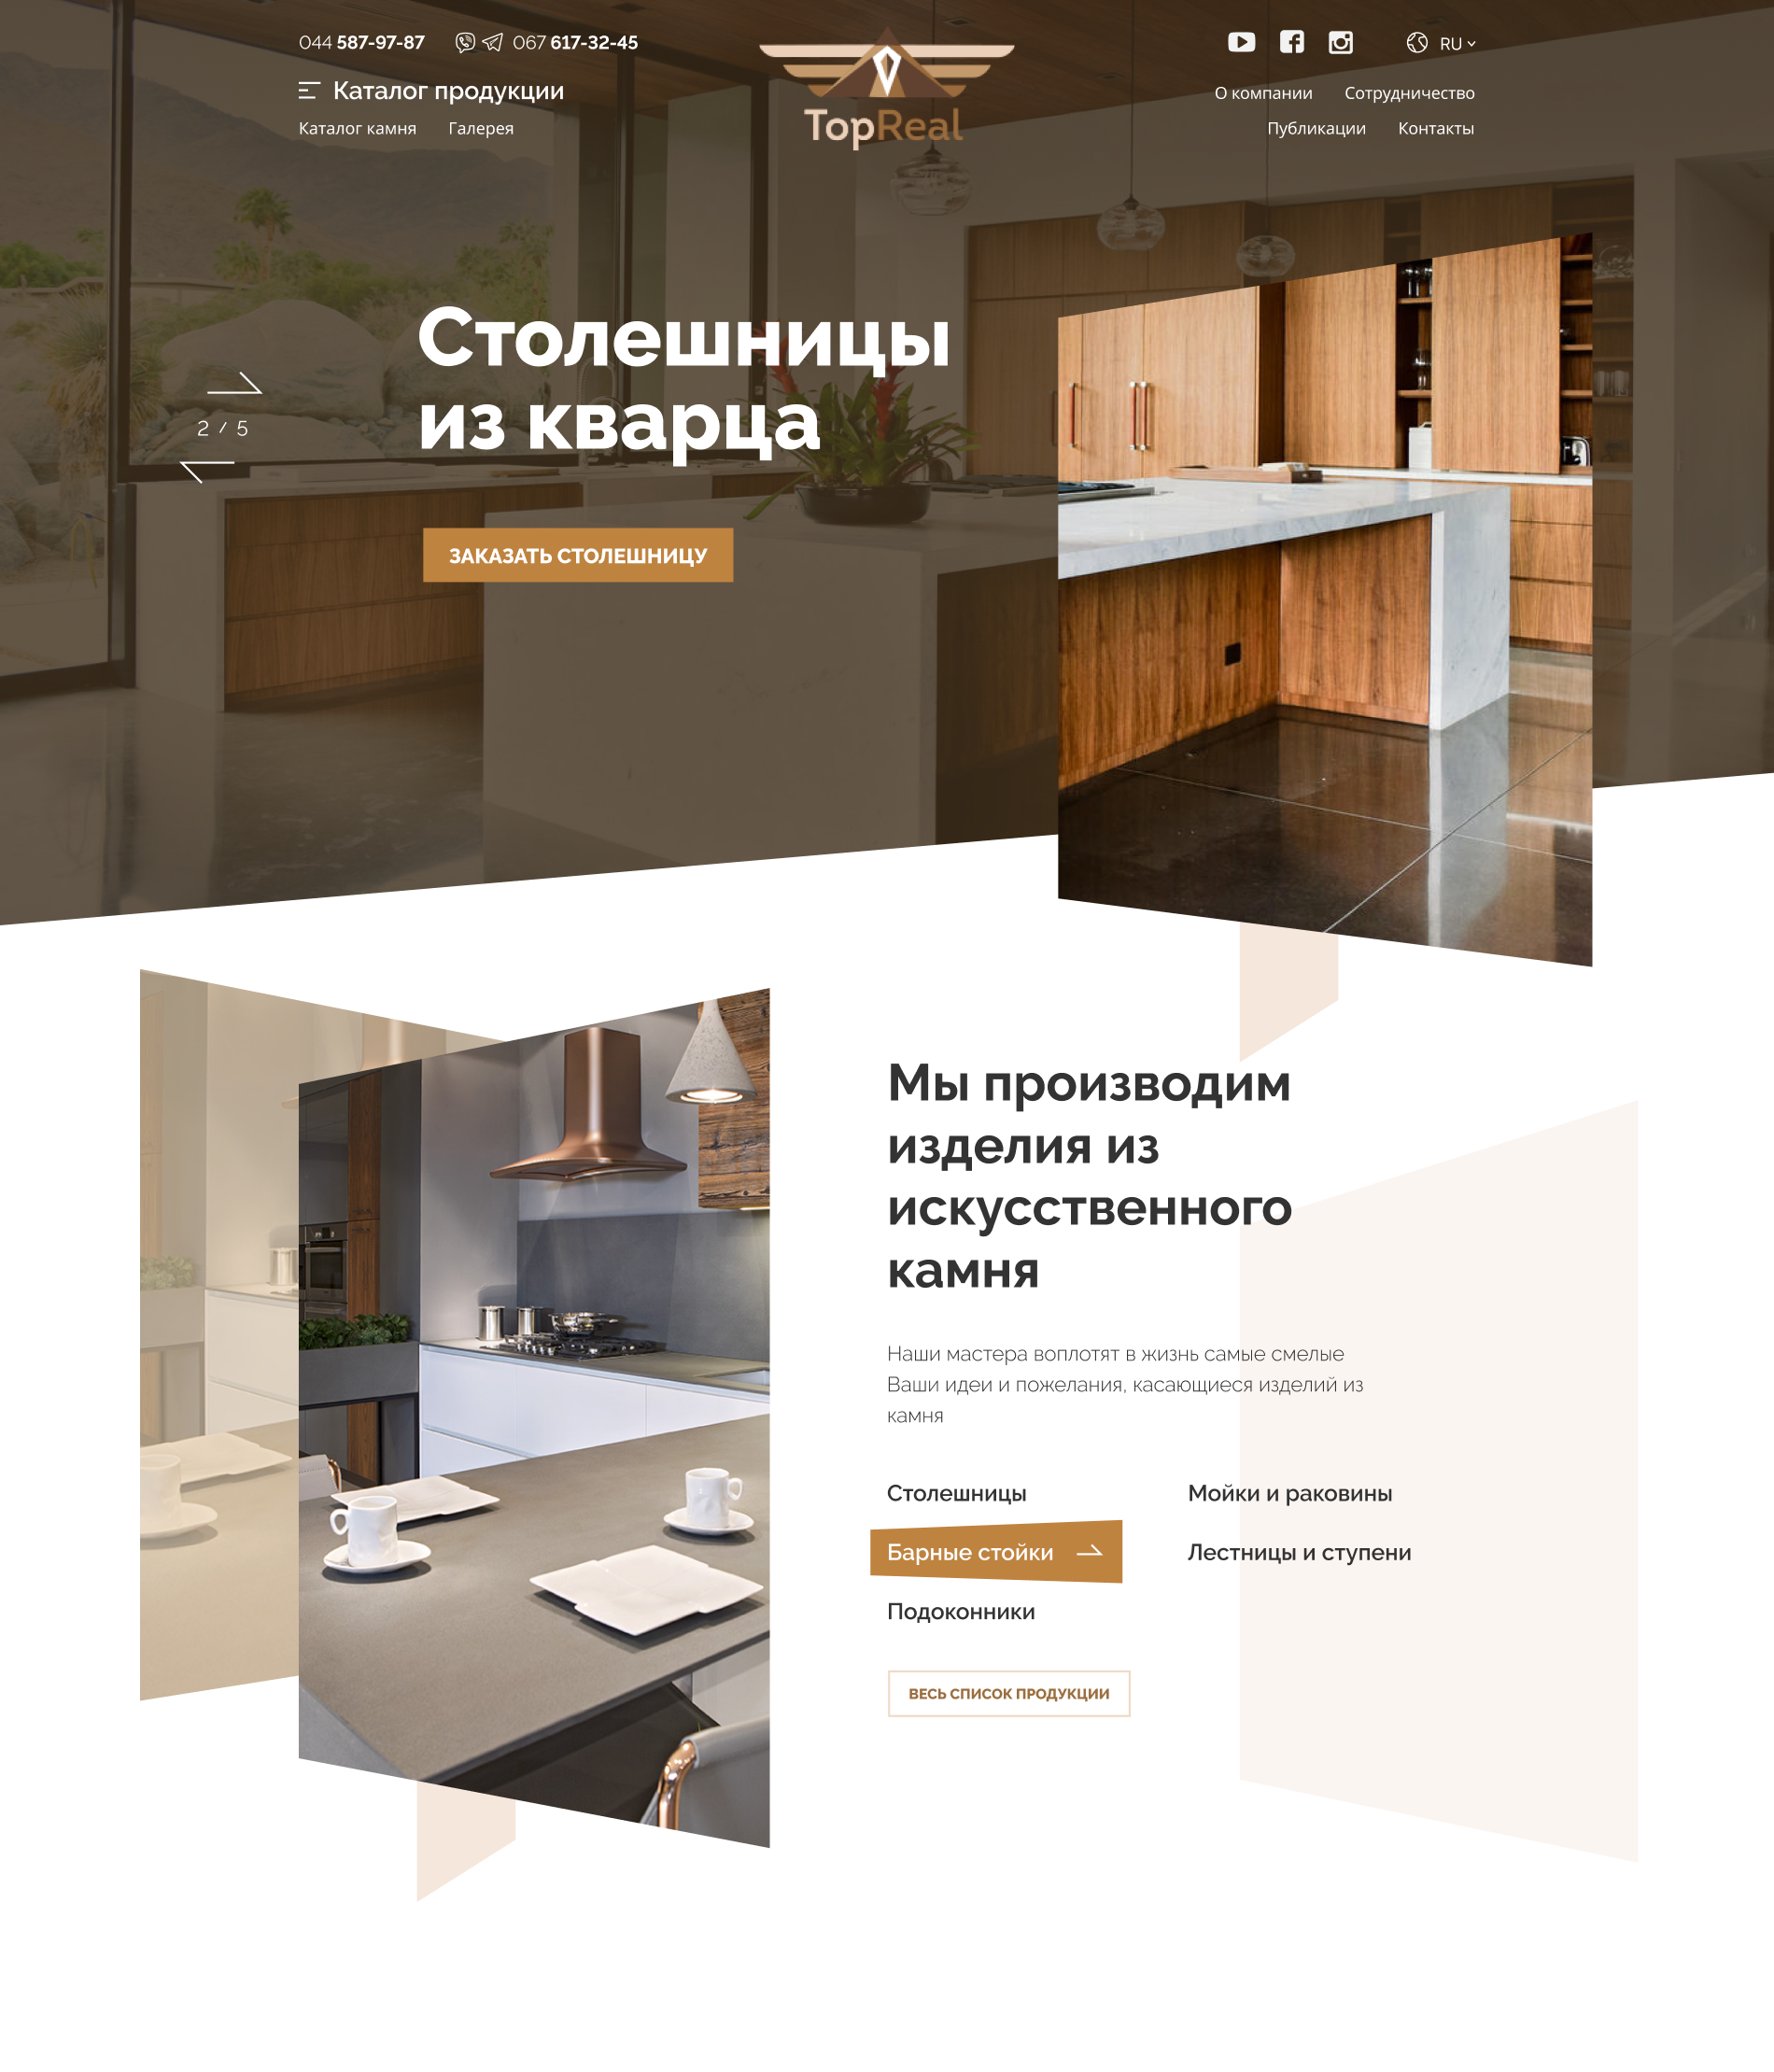 044 587-97-87
067 617-32-45
RU
Каталог продукции
Каталог камня
Галерея
TopReal
О компании
Сотрудничество
Публикации
Контакты
Столешницы
из кварца
2 / 5
ЗАКАЗАТЬ СТОЛЕШНИЦУ
Мы производим
изделия из
искусственного
камня
Наши мастера воплотят в жизнь самые смелые
Ваши идеи и пожелания, касающиеся изделий из
камня
Столешницы
Мойки и раковины
Барные стойки
Лестницы и ступени
Подоконники
ВЕСЬ СПИСОК ПРОДУКЦИИ